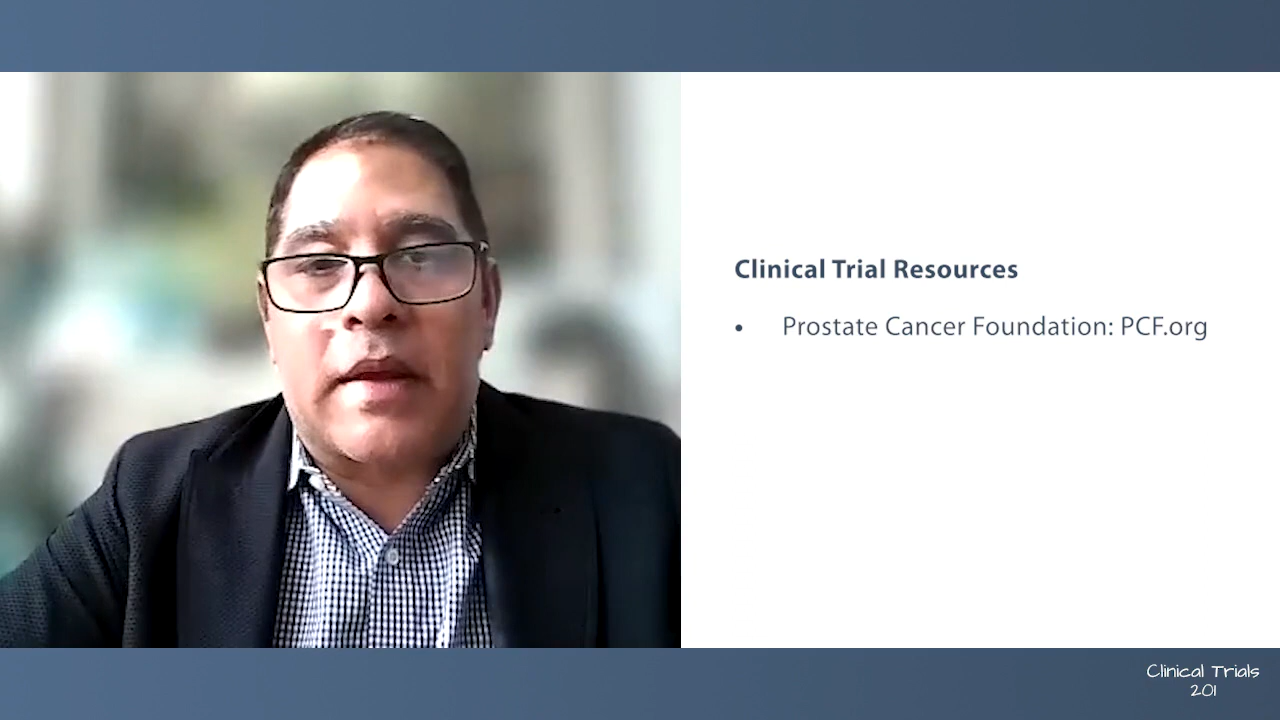 Clinical Trial Resources
• Prostate Cancer Foundation: PCF.org
Clinical Trials
201